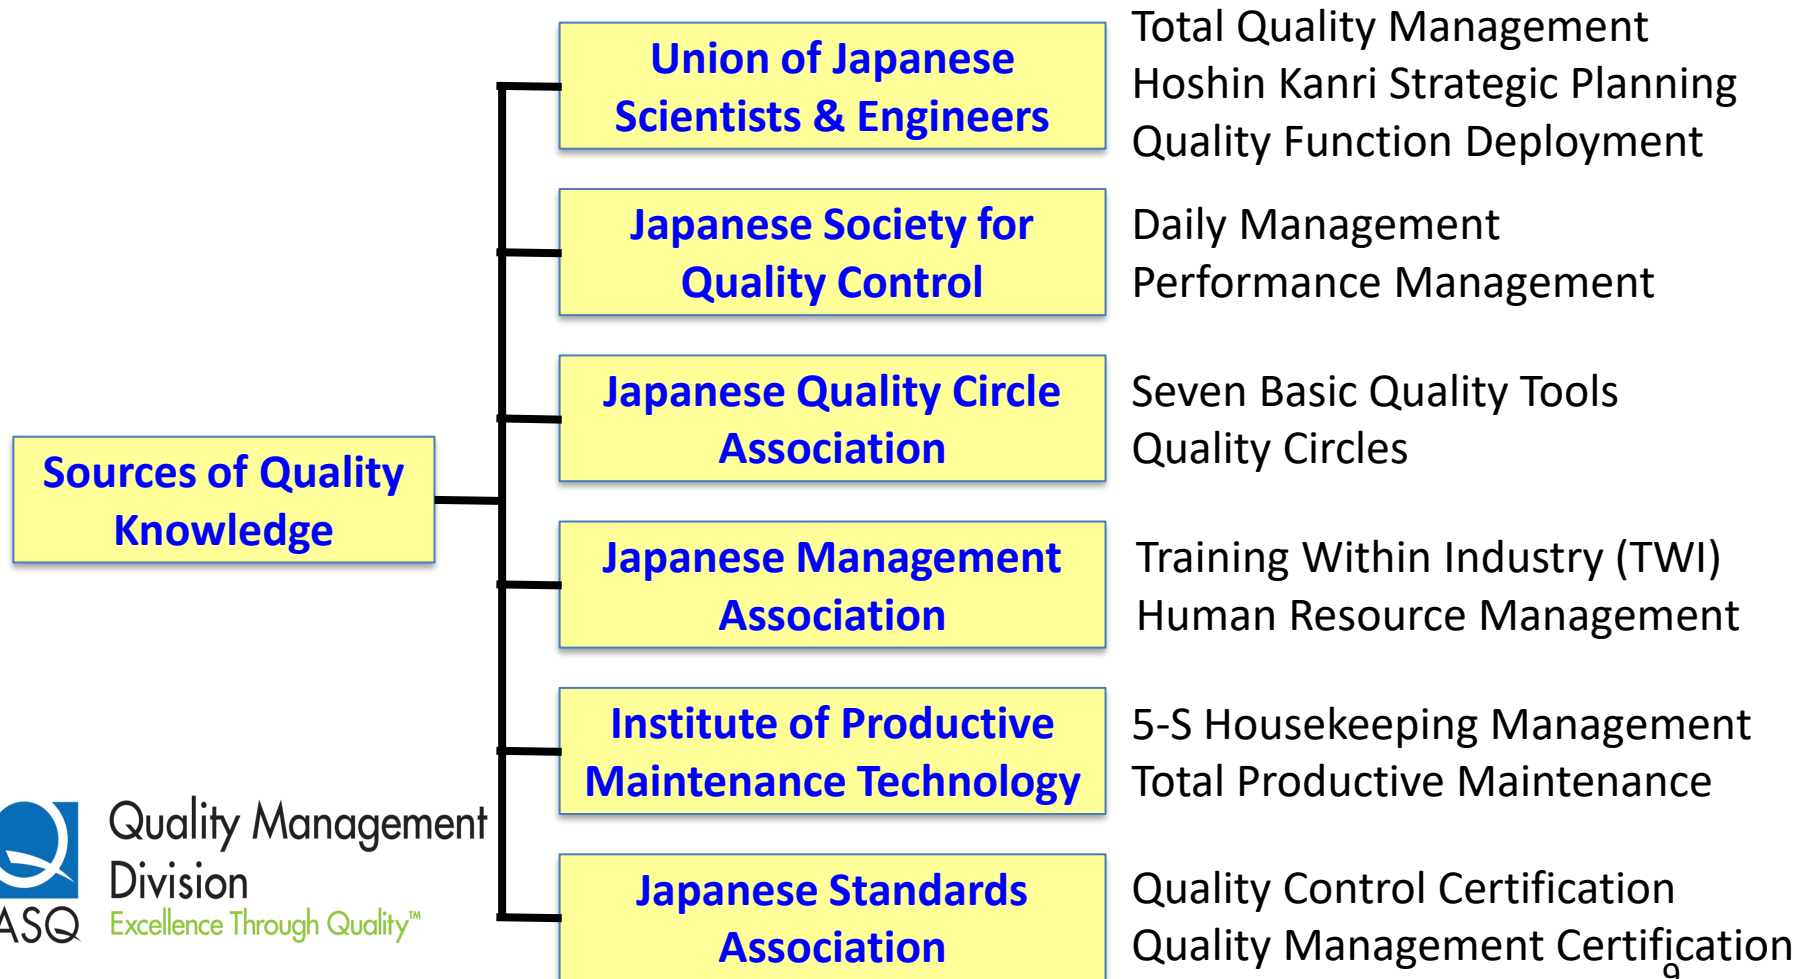 Sources of Quality
Knowledge
Union of Japanese
Scientists & Engineers
Total Quality Management
Hoshin Kanri Strategic Planning
Quality Function Deployment
Japanese Society for
Quality Control
Daily Management
Performance Management
Japanese Quality Circle
Association
Seven Basic Quality Tools
Quality Circles
Japanese Management
Association
Training Within Industry (TWI)
Human Resource Management
Institute of Productive
Maintenance Technology
5-S Housekeeping Management
Total Productive Maintenance
Japanese Standards
Association
Quality Control Certification
Quality Management Certification
ASQ
Quality Management
Division
Excellence Through Quality™
9